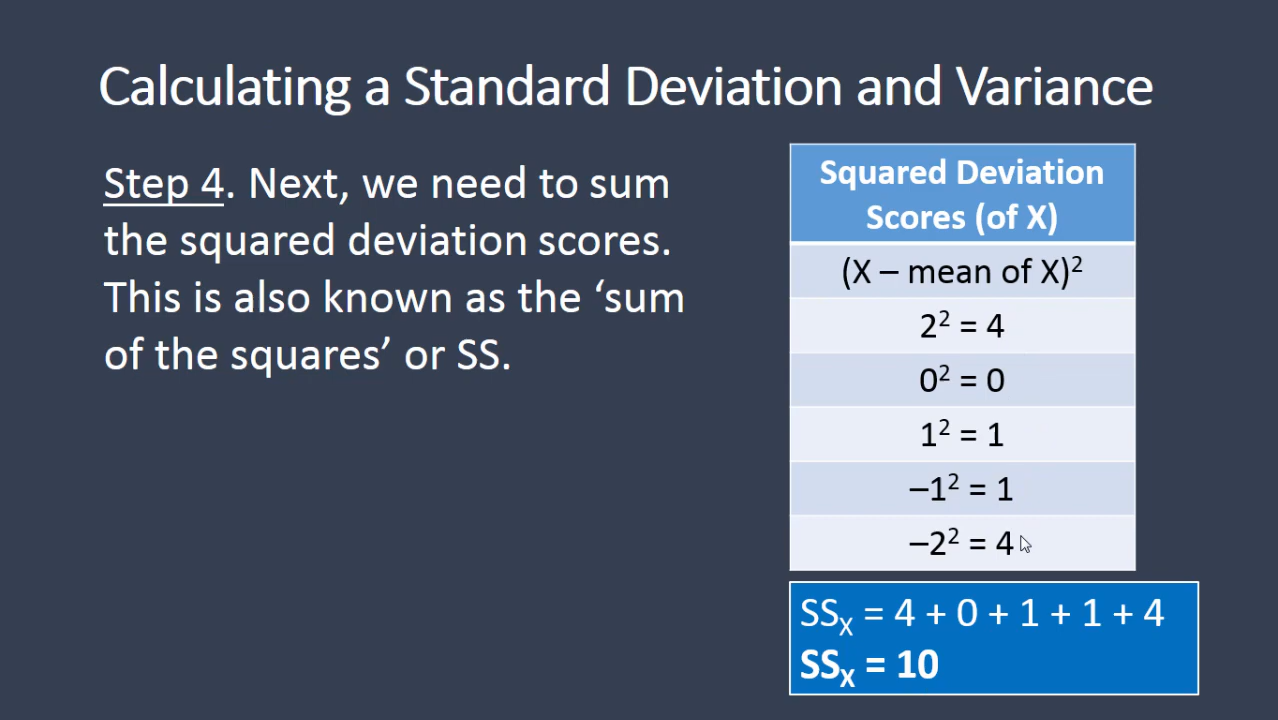 Calculating a Standard Deviation and Variance
Step 4. Next, we need to sum
the squared deviation scores.
This is also known as the ‘sum
of the squares’ or SS.
Squared Deviation
Scores (of X)
(X – mean of X)²
2² = 4
0² = 0
1² = 1
–1² = 1
–2² = 4
SSₓ = 4 + 0 + 1 + 1 + 4
SSₓ = 10